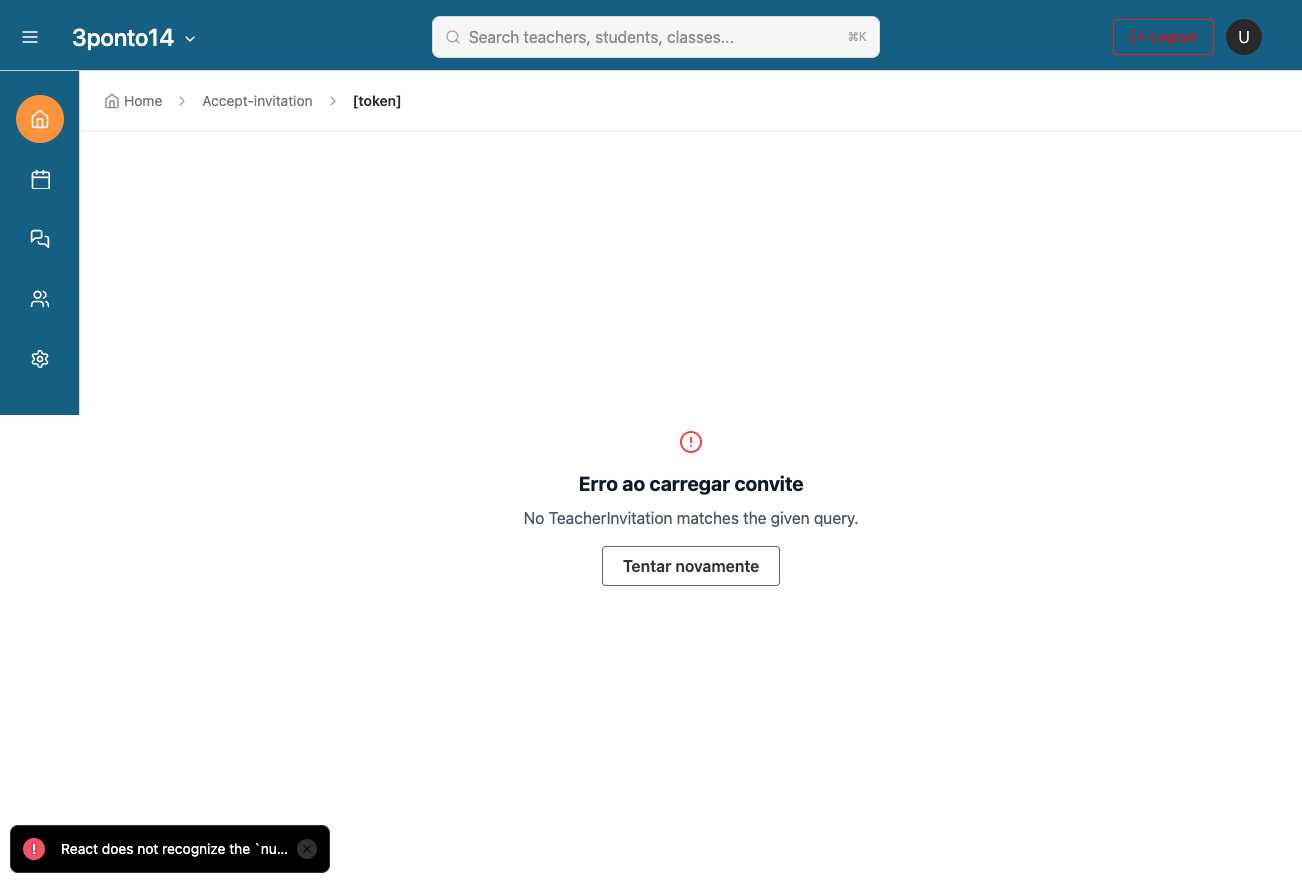 3ponto14
Search teachers, students, classes...
⌘K
Logout
U
Home
Accept-invitation
[token]
Erro ao carregar convite
No TeacherInvitation matches the given query.
Tentar novamente
React does not recognize the `nu...